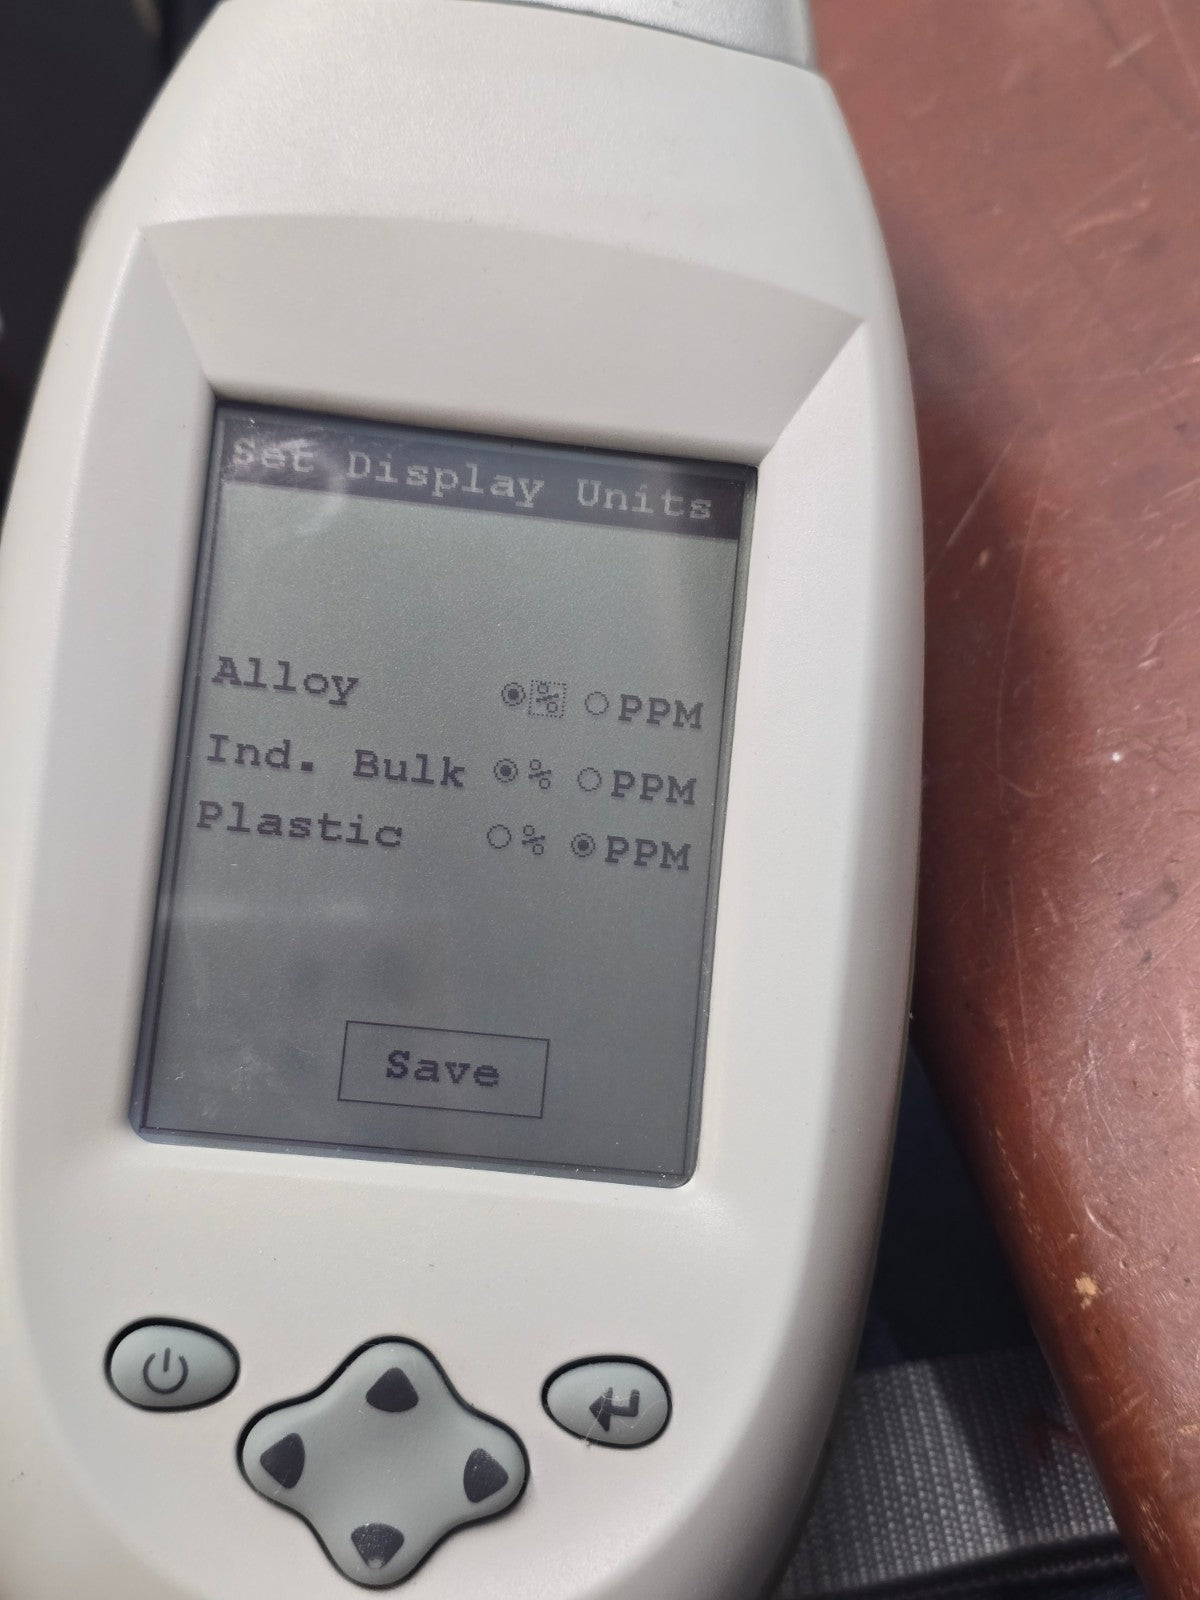 Set Display Units
Alloy % PPM
Ind. Bulk % PPM
Plastic % PPM
Save